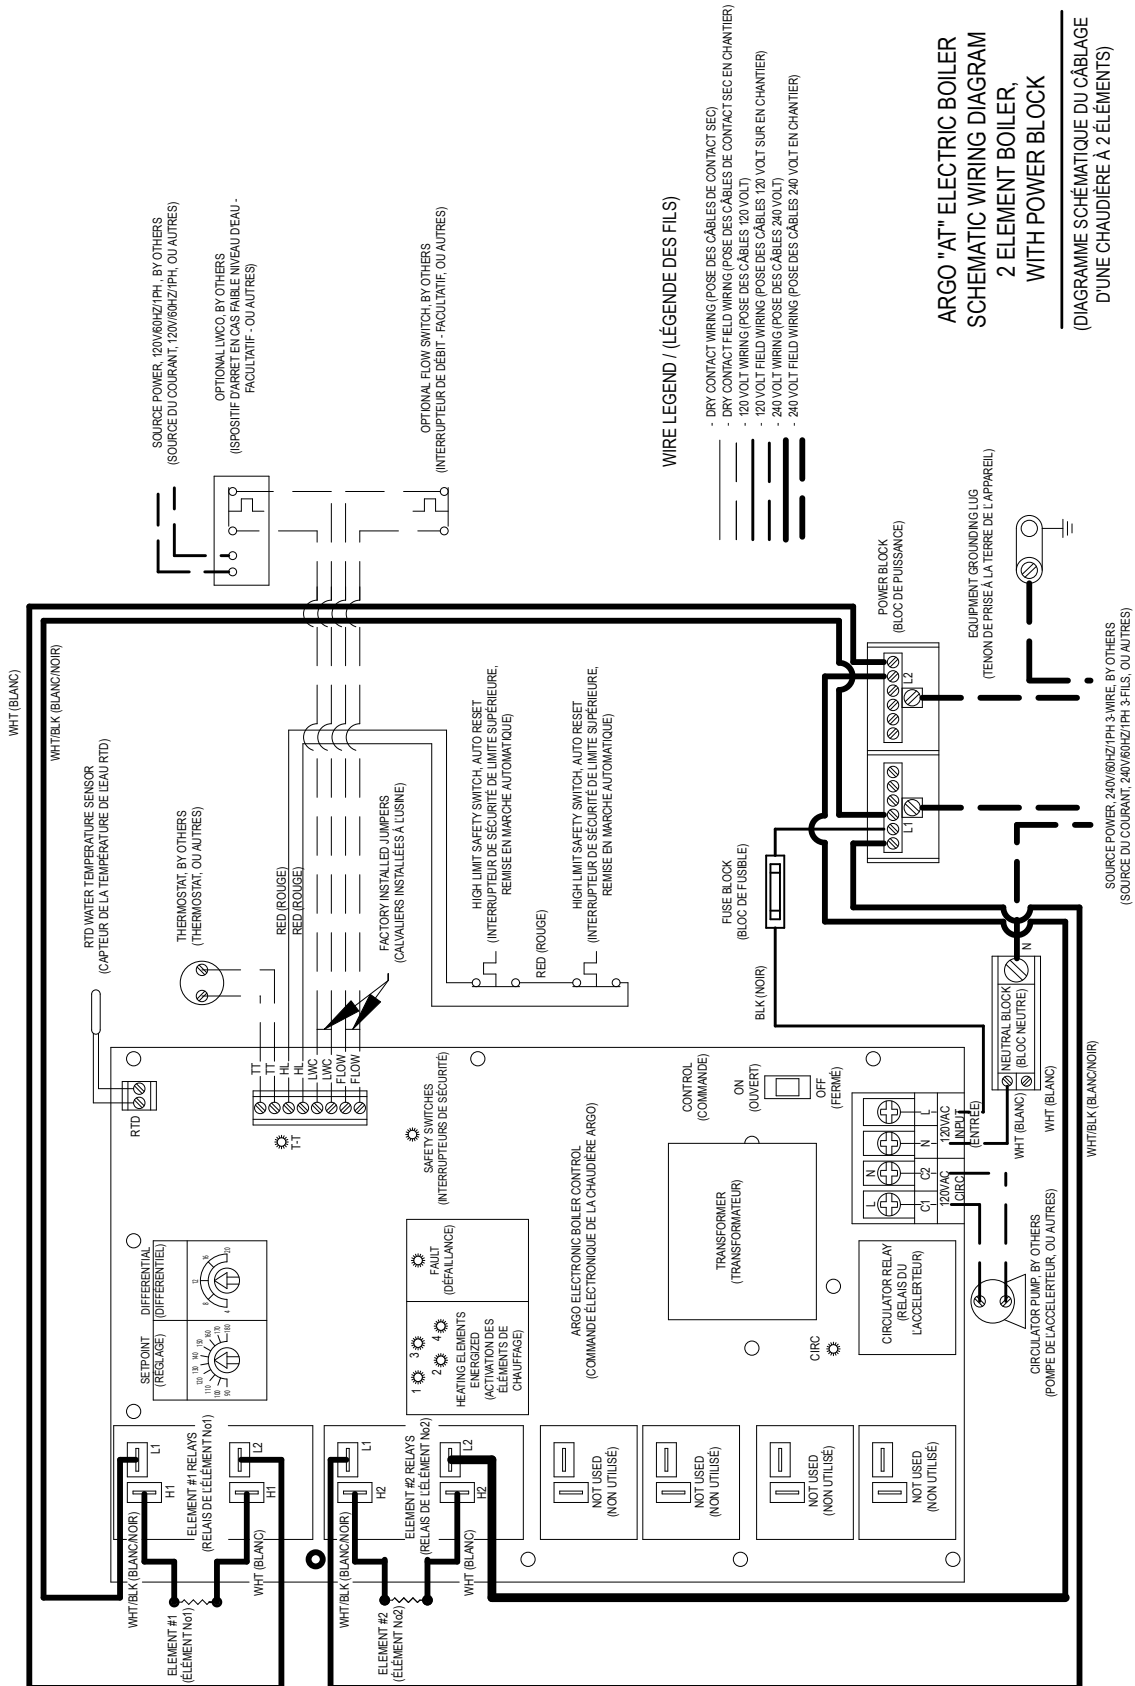 WHT (BLANC)
WHT/BLK (BLANC/NOIR)
RTD WATER TEMPERATURE SENSOR
(CAPTEUR DE LA TEMPÉRATURE DE L'EAU RTD)
THERMOSTAT, BY OTHERS
(THERMOSTAT, OU AUTRES)
SOURCE POWER, 120V/60HZ/1PH , BY OTHERS
(SOURCE DU COURANT, 120V/60HZ/1PH, OU AUTRES)
OPTIONAL LWCO, BY OTHERS
(ISPOSITIF D'ARRET EN CAS FAIBLE NIVEAU D'EAU -
FACULTATIF - OU AUTRES)
OPTIONAL FLOW SWITCH, BY OTHERS
(INTERRUPTEUR DE DÉBIT - FACULTATIF, OU AUTRES)
RED (ROUGE)
RED (ROUGE)
FACTORY INSTALLED JUMPERS
(CALVALIERS INSTALLÉES À L'USINE)
HIGH LIMIT SAFETY SWITCH, AUTO RESET
(INTERRUPTEUR DE SÉCURITÉ DE LIMITE SUPÉRIEURE,
REMISE EN MARCHE AUTOMATIQUE)
RED (ROUGE)
HIGH LIMIT SAFETY SWITCH, AUTO RESET
(INTERRUPTEUR DE SÉCURITÉ DE LIMITE SUPÉRIEURE,
REMISE EN MARCHE AUTOMATIQUE)
WIRE LEGEND / (LÉGENDE DES FILS)
- DRY CONTACT WIRING (POSE DES CÂBLES DE CONTACT SEC)
- DRY CONTACT FIELD WIRING (POSE DES CÂBLES DE CONTACT SEC EN CHANTIER)
- 120 VOLT WIRING (POSE DES CÂBLES 120 VOLT)
- 120 VOLT FIELD WIRING (POSE DES CÂBLES 120 VOLT SUR EN CHANTIER)
- 240 VOLT WIRING (POSE DES CÂBLES 240 VOLT)
- 240 VOLT FIELD WIRING (POSE DES CÂBLES 240 VOLT EN CHANTIER)
ARGO "AT" ELECTRIC BOILER
SCHEMATIC WIRING DIAGRAM
2 ELEMENT BOILER,
WITH POWER BLOCK
(DIAGRAMME SCHÉMATIQUE DU CÂBLAGE
D'UNE CHAUDIÈRE À 2 ÉLÉMENTS)
RTD
TT
TT
HL
HL
LWC
LWC
FLOW
FLOW
T-T
SAFETY SWITCHES
(INTERRUPTEURS DE SÉCURITÉ)
SETPOINT
(RÉGLAGE)
90
100
110
120
130
140
150
160
170
180
DIFFERENTIAL
(DIFFÉRENTIEL)
4
8
12
16
20
FAULT
(DÉFAILLANCE)
1
3
2
4
HEATING ELEMENTS
ENERGIZED
(ACTIVATION DES
ÉLÉMENTS DE
CHAUFFAGE)
ARGO ELECTRONIC BOILER CONTROL
(COMMANDE ÉLECTRONIQUE DE LA CHAUDIÈRE ARGO)
TRANSFORMER
(TRANSFORMATEUR)
CONTROL
(COMMANDE)
ON
(OUVERT)
OFF
(FERMÉ)
CIRC
CIRCULATOR RELAY
(RELAIS DU
L'ACCELERTEUR)
L
N
N
L
C1
C2
120VAC
CIRC
120VAC
INPUT
(ENTRÉE)
ELEMENT #1 RELAYS
(RELAIS DE L'ÉLÉMENT No1)
L1
H1
L2
H1
WHT/BLK (BLANC/NOIR)
WHT (BLANC)
ELEMENT #1
(ÉLÉMENT No1)
ELEMENT #2 RELAYS
(RELAIS DE L'ÉLÉMENT No2)
L1
H2
L2
H2
WHT/BLK (BLANC/NOIR)
WHT (BLANC)
ELEMENT #2
(ÉLÉMENT No2)
NOT USED
(NON UTILISÉ)
NOT USED
(NON UTILISÉ)
NOT USED
(NON UTILISÉ)
NOT USED
(NON UTILISÉ)
CIRCULATOR PUMP, BY OTHERS
(POMPE DE L'ACCELERTEUR, OU AUTRES)
BLK (NOIR)
FUSE BLOCK
(BLOC DE FUSIBLE)
POWER BLOCK
(BLOC DE PUISSANCE)
L1
L2
NEUTRAL BLOCK
(BLOC NEUTRE)
N
WHT (BLANC)
WHT (BLANC)
WHT/BLK (BLANC/NOIR)
EQUIPMENT GROUNDING LUG
(TENON DE PRISE À LA TERRE DE L' APPAREIL)
SOURCE POWER, 240V/60HZ/1PH 3-WIRE, BY OTHERS
(SOURCE DU COURANT, 240V/60HZ/1PH 3-FILS, OU AUTRES)